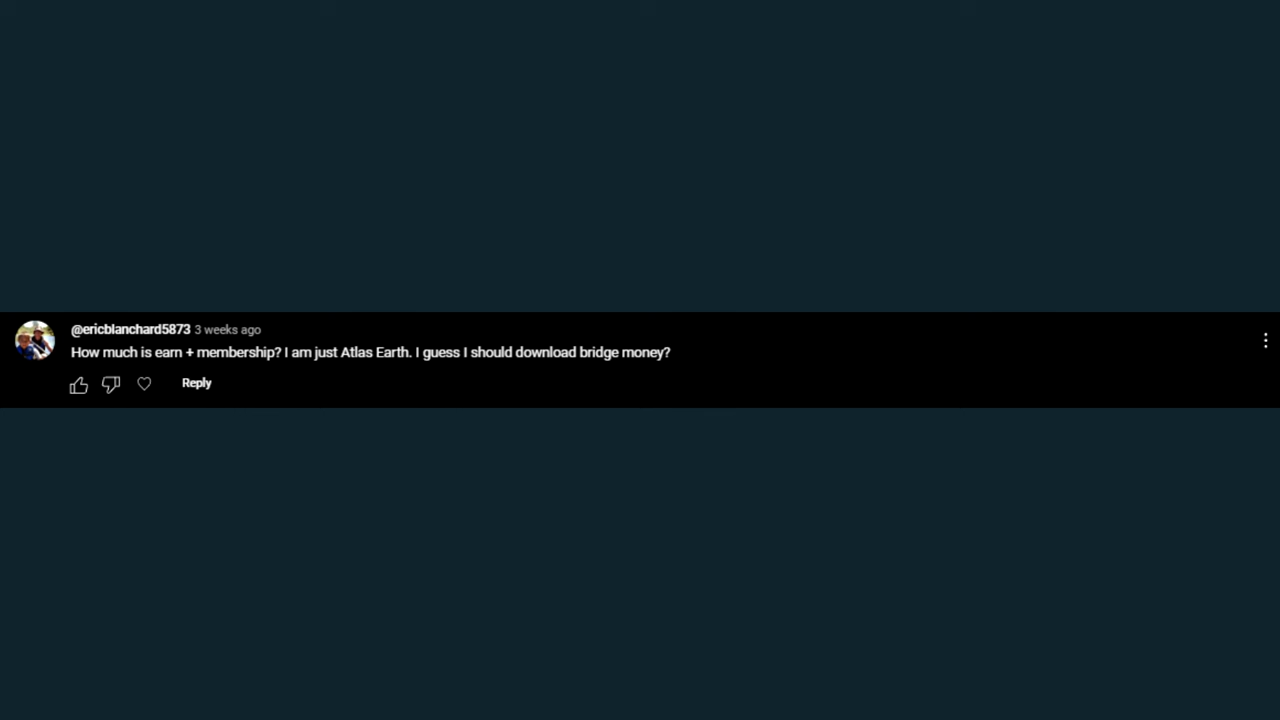 @ericblanchard5873 3 weeks ago
How much is earn + membership? I am just Atlas Earth. I guess I should download bridge money?
Reply